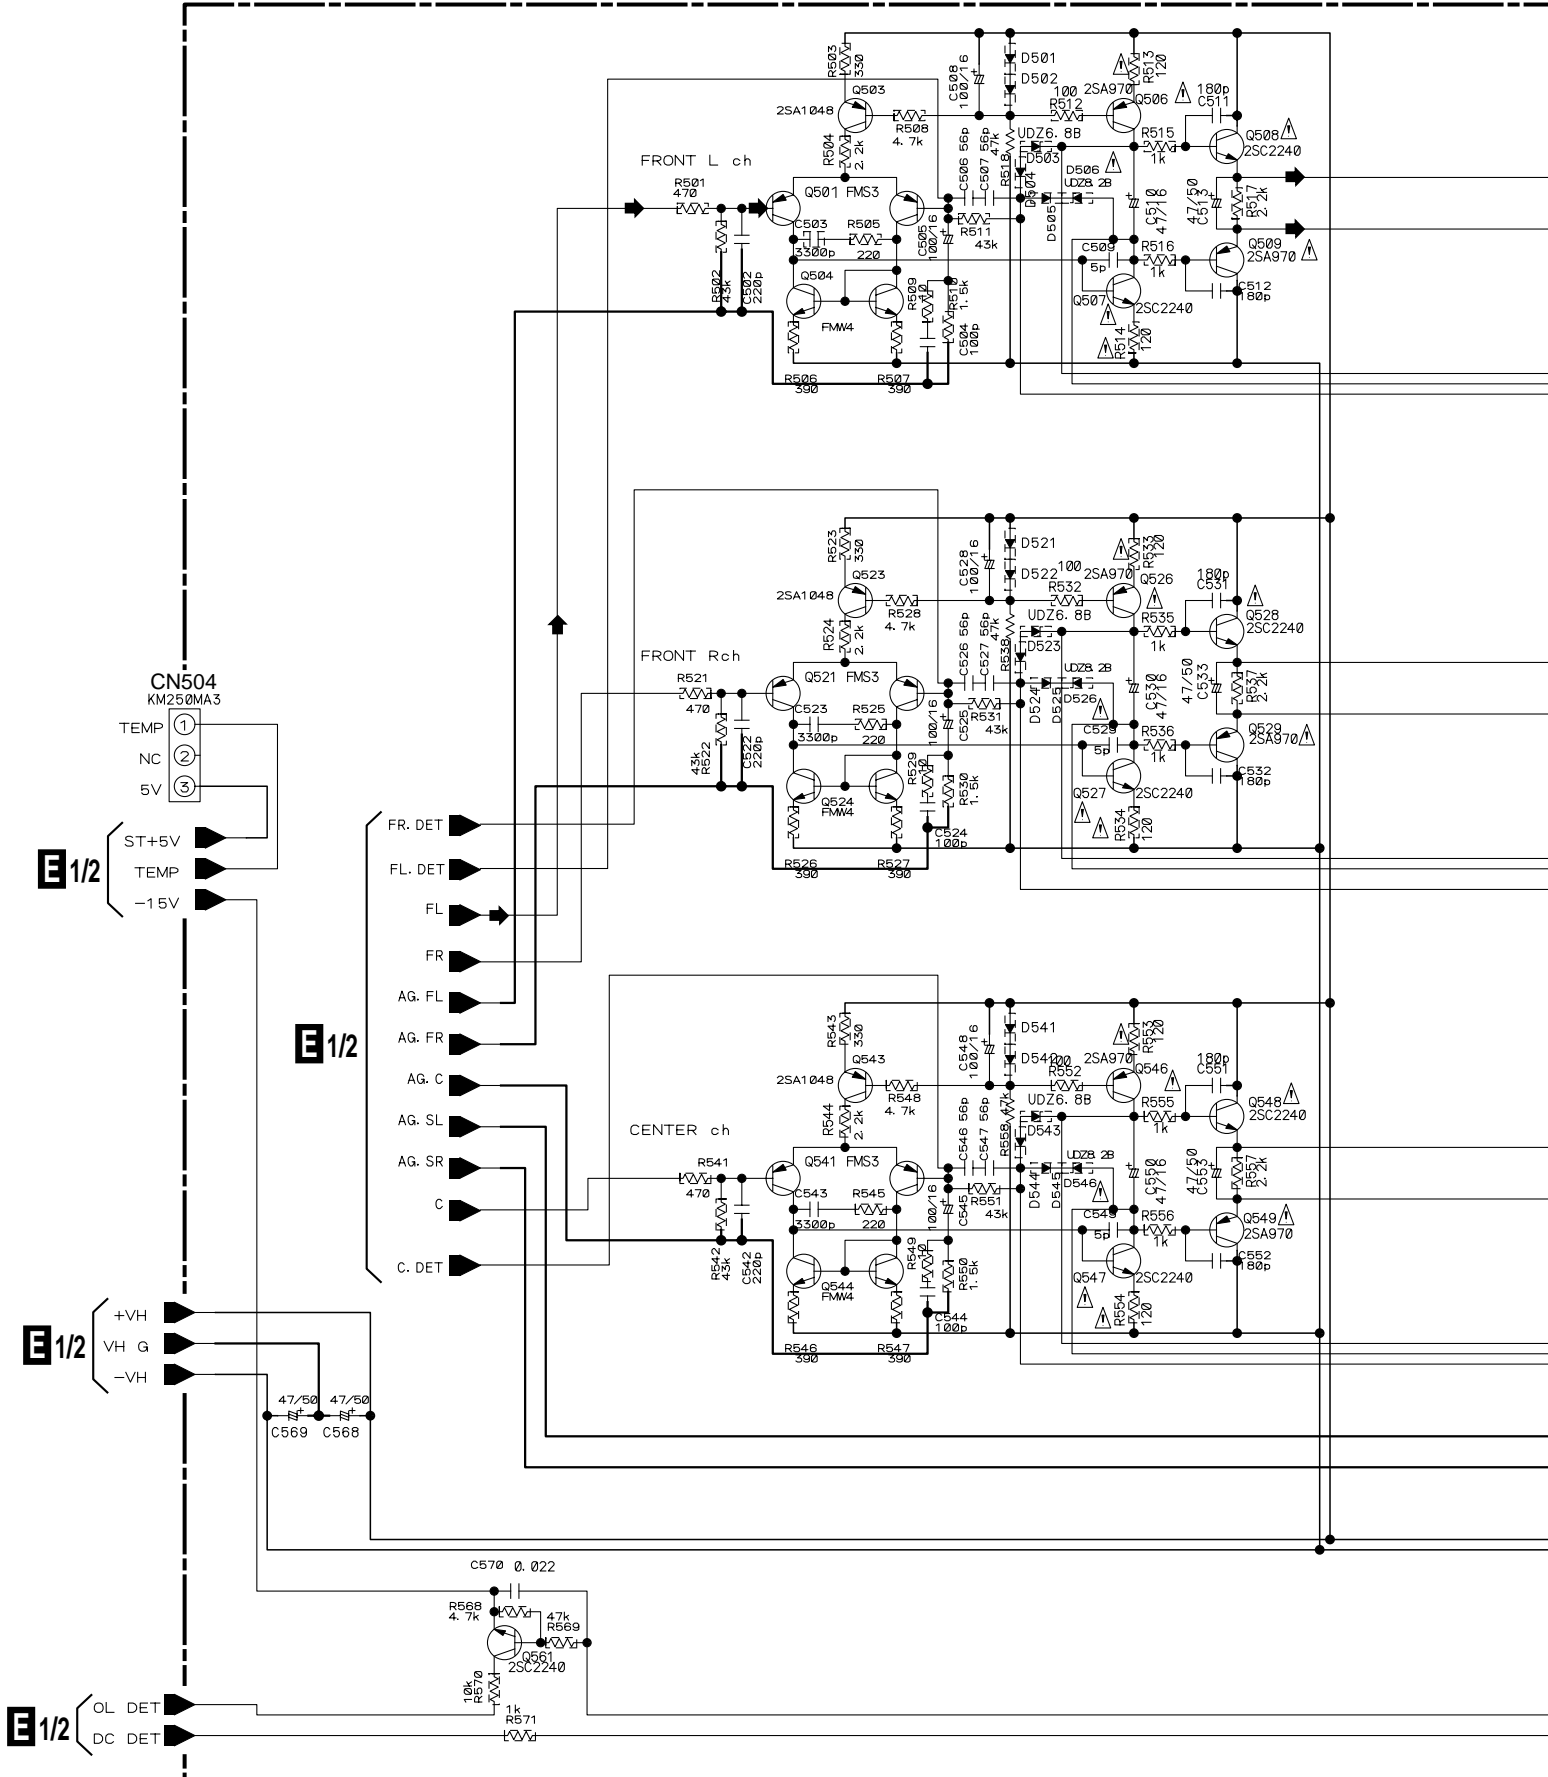 FRONT L ch
R503
330
Q503
2SA1048
R508
4. 7k
R504
2. 2k
C508
100/16
D501
D502
100
R512
2SA970
R513
120
Q506
180p
C511
Q508
2SC2240
R515
1k
UDZ6. 8B
D503
D504
R518
47k
C506 56p
C507 56p
D506
UDZ8. 2B
D505
R501
470
Q501 FMS3
C503
3300p
R505
220
C505
100/16
R511
43k
C509
5p
C510
47/16
47/50
C513
R517
2. 2k
R516
1k
Q509
2SA970
C512
180p
R502
43k
C502
220p
Q504
FMW4
R509
10
R510
1. 5k
C504
100p
Q507
2SC2240
R514
120
R506
390
R507
390
FRONT Rch
R523
330
Q523
2SA1048
R528
4. 7k
R524
2. 2k
C528
100/16
D521
D522
100
R532
2SA970
R533
120
Q526
180p
C531
Q528
2SC2240
R535
1k
UDZ6. 8B
D523
D524
R538
47k
C526 56p
C527 56p
UDZ8. 2B
D526
D525
R521
470
Q521 FMS3
C523
3300p
R525
220
C525
100/16
R531
43k
C529
5p
C530
47/16
47/50
C533
R537
2. 2k
R536
1k
Q529
2SA970
C532
180p
43k
R522
C522
220p
Q524
FMW4
R529
10
R530
1. 5k
C524
100p
Q527
2SC2240
R534
120
R526
390
R527
390
CN504
KM250MA3
TEMP 1
NC 2
5V 3
E 1/2
ST+5V
TEMP
-15V
E 1/2
FR. DET
FL. DET
FL
FR
AG. FL
AG. FR
AG. C
AG. SL
AG. SR
C
C. DET
CENTER ch
R543
330
Q543
2SA1048
R548
4. 7k
R544
2. 2k
C548
100/16
D541
D542
100
R552
2SA970
R553
120
Q546
180p
C551
Q548
2SC2240
R555
1k
UDZ6. 8B
D543
D544
R558
47k
C546 56p
C547 56p
UDZ8. 2B
D546
D545
R541
470
Q541 FMS3
C543
3300p
R545
220
C545
100/16
R551
43k
C549
5p
C550
47/16
47/50
C553
R557
2. 2k
R556
1k
Q549
2SA970
C552
180p
R542
43k
C542
220p
Q544
FMW4
R549
10
R550
1. 5k
C544
100p
Q547
2SC2240
R554
120
R546
390
R547
390
E 1/2
+VH
VH G
-VH
47/50
C569
47/50
C568
C570 0. 022
R568
4. 7k
47k
R569
Q561
2SC2240
10k
R570
1k
R571
E 1/2
OL DET
DC DET